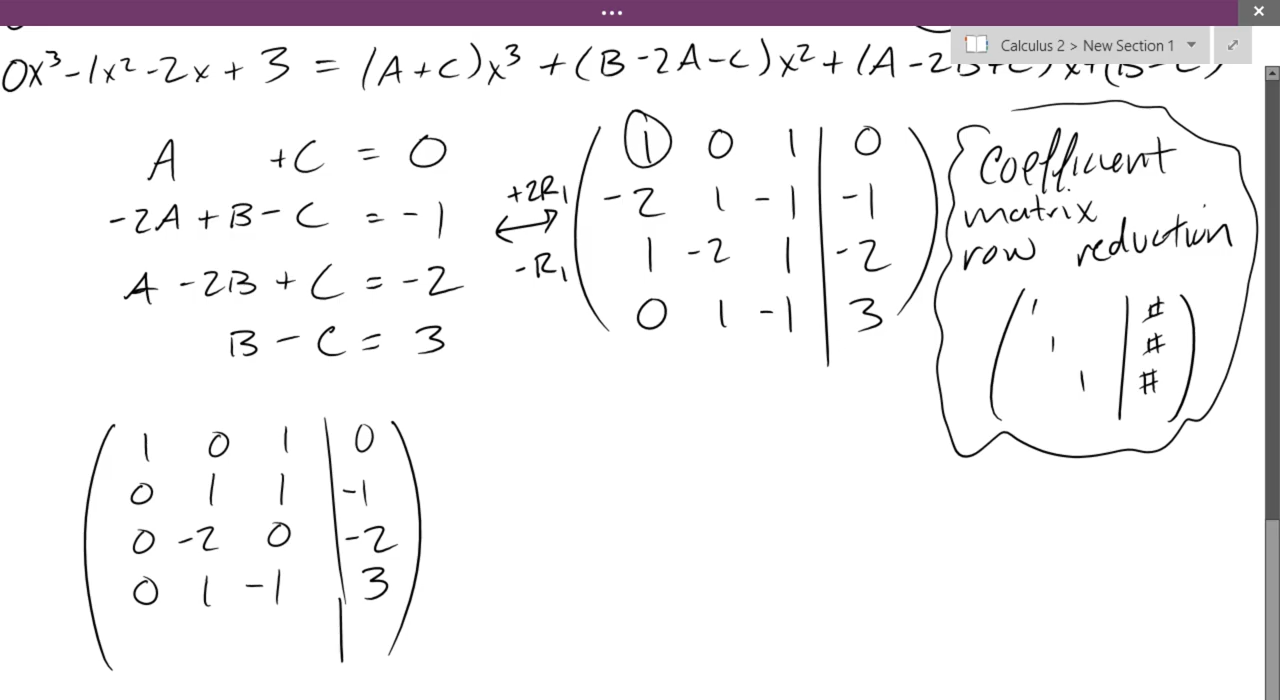 Calculus 2 > New Section 1
0x³ - 1x² - 2x + 3 = (A+C)x³ + (B-2A-C)x² + (A-2B+C)x + (B-C)
A +C = 0
-2A + B - C = -1
A - 2B + C = -2
B - C = 3
+2R₁
-R₁
1 0 1 | 0
-2 1 -1 | -1
1 -2 1 | -2
0 1 -1 | 3
Coefficient
matrix
row reduction
1 | #
1 | #
1 | #
1 0 1 | 0
0 1 1 | -1
0 -2 0 | -2
0 1 -1 | 3